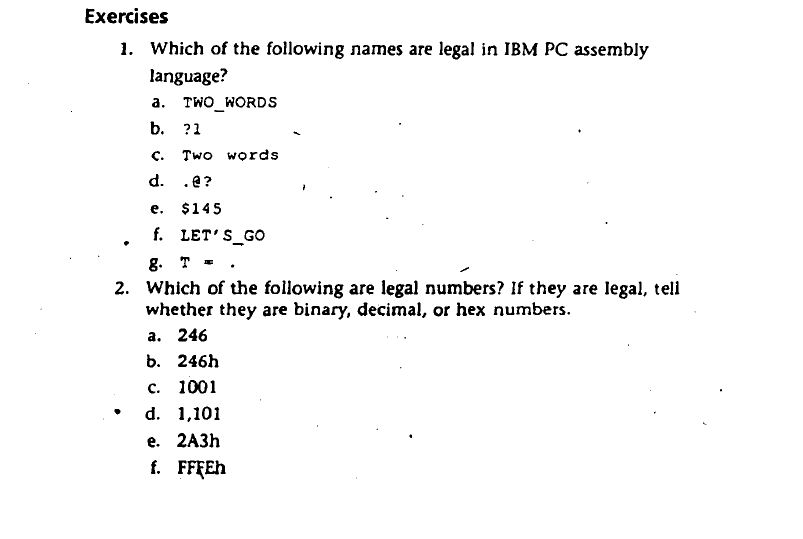 Exercises
1. Which of the following names are legal in IBM PC assembly
language?
a. TWO_WORDS
b. ?1
c. Two words
d. .@?
e. $145
f. LET'S_GO
g. T = .
2. Which of the following are legal numbers? If they are legal, tell
whether they are binary, decimal, or hex numbers.
a. 246
b. 246h
c. 1001
d. 1,101
e. 2A3h
f. FFFEh